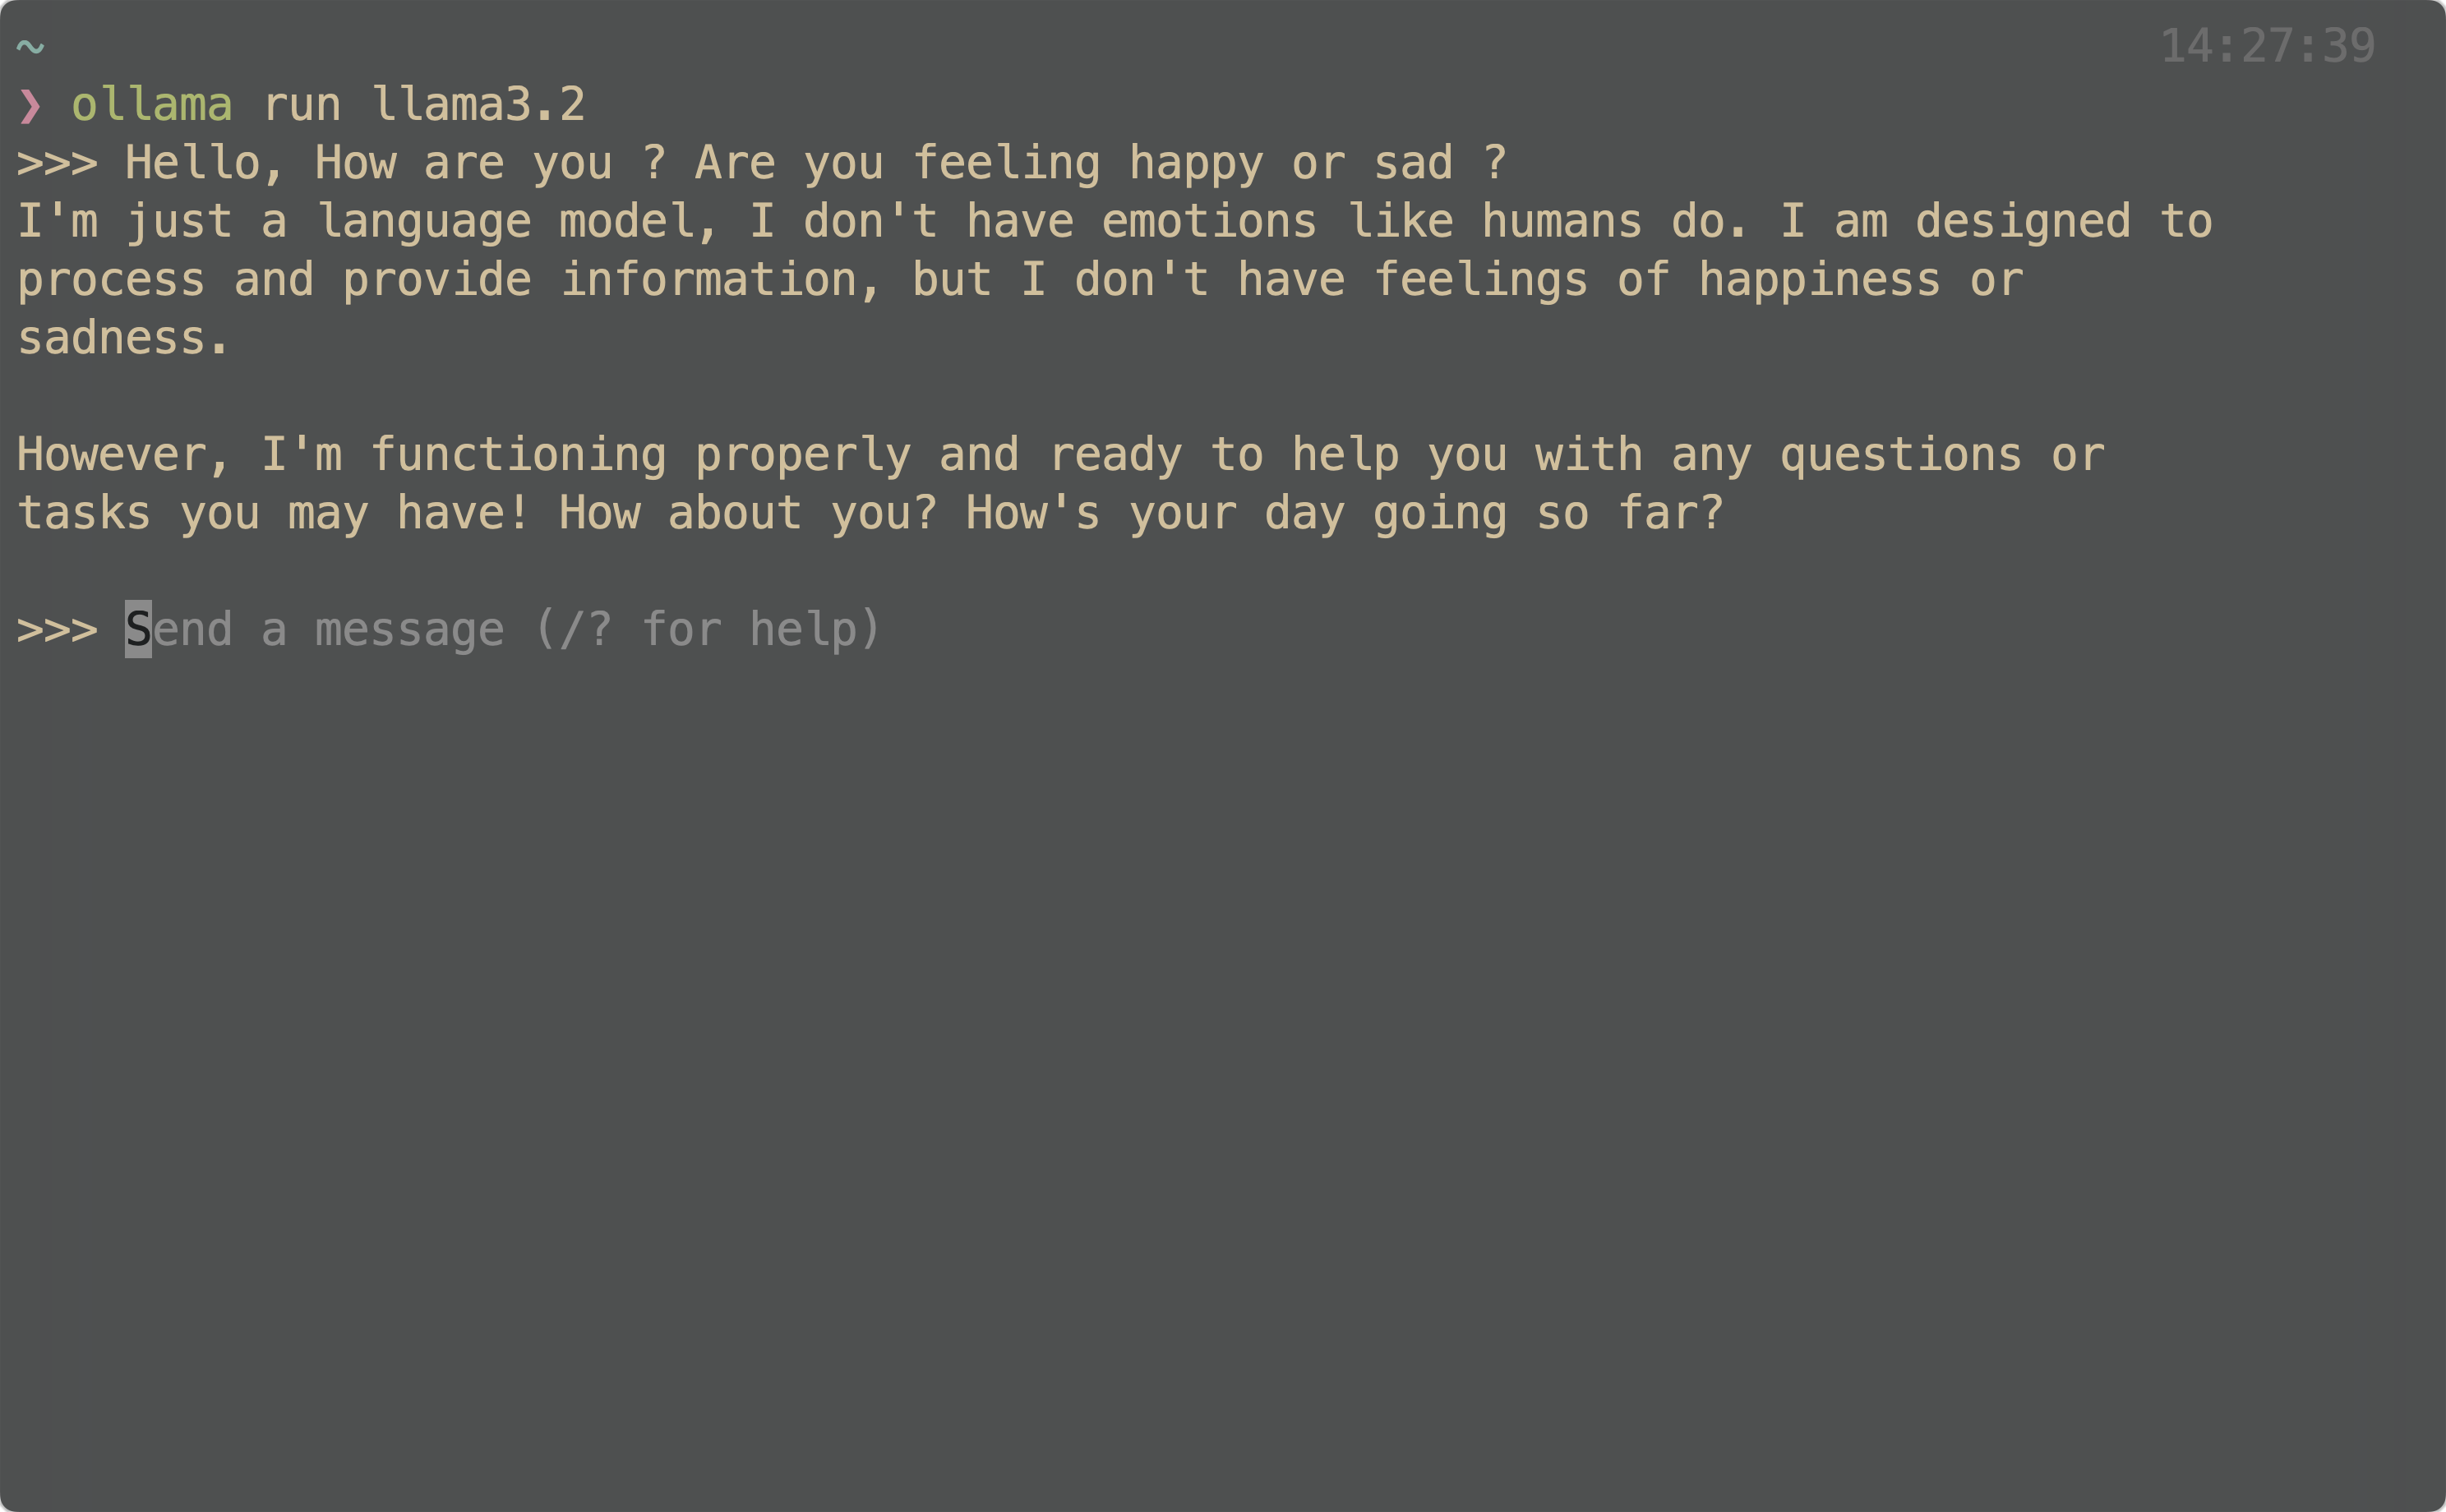 ~ 14:27:39
❯ ollama run llama3.2
>>> Hello, How are you ? Are you feeling happy or sad ?
I'm just a language model, I don't have emotions like humans do. I am designed to
process and provide information, but I don't have feelings of happiness or
sadness.
However, I'm functioning properly and ready to help you with any questions or
tasks you may have! How about you? How's your day going so far?
>>> Send a message (/? for help)